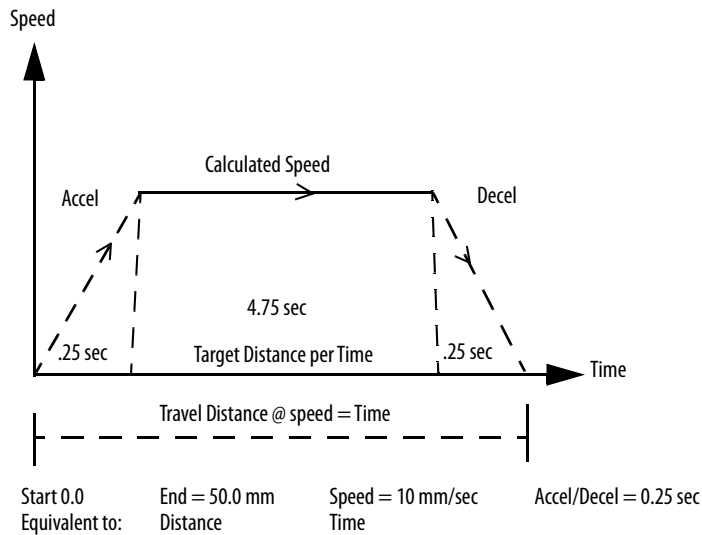 Speed
Calculated Speed
Accel
Decel
4.75 sec
.25 sec
Target Distance per Time
.25 sec
Time
Travel Distance @ speed = Time
Start 0.0 End = 50.0 mm Speed = 10 mm/sec Accel/Decel = 0.25 sec
Equivalent to: Distance Time